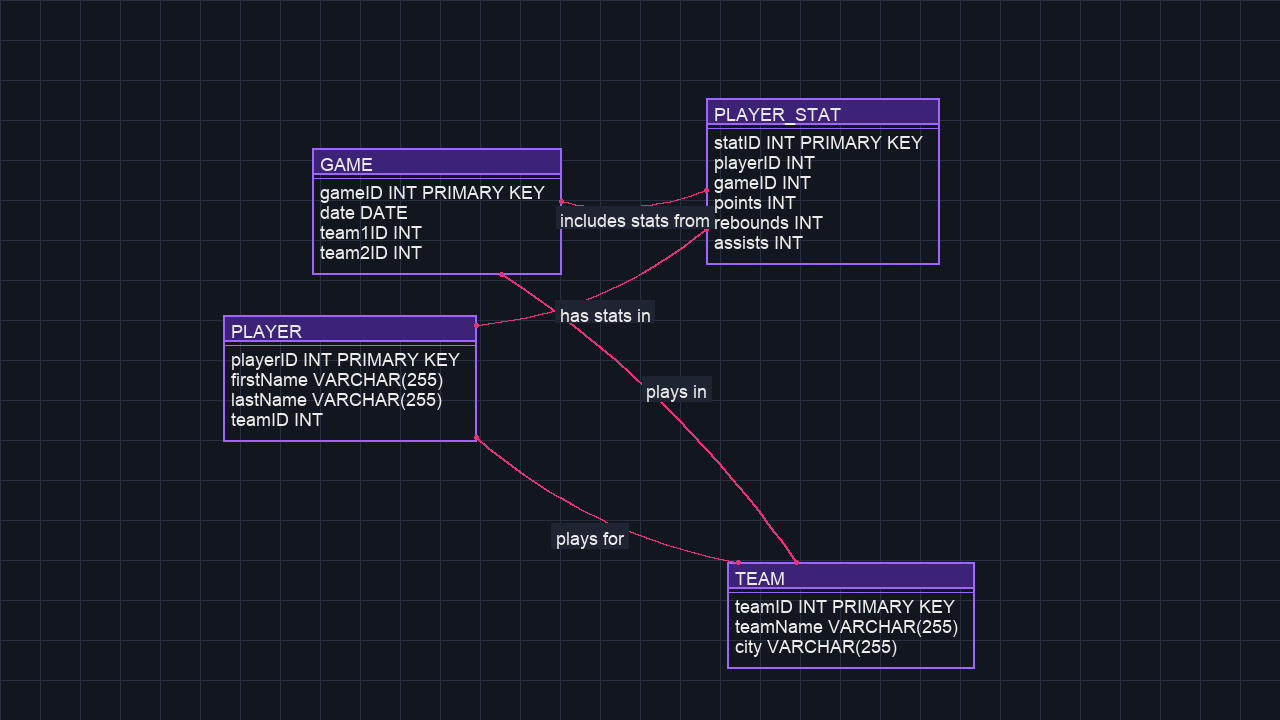 PLAYER_STAT
statID INT PRIMARY KEY
playerID INT
gameID INT
points INT
rebounds INT
assists INT
GAME
gameID INT PRIMARY KEY
date DATE
team1ID INT
team2ID INT
includes stats from
has stats in
PLAYER
playerID INT PRIMARY KEY
firstName VARCHAR(255)
lastName VARCHAR(255)
teamID INT
plays in
plays for
TEAM
teamID INT PRIMARY KEY
teamName VARCHAR(255)
city VARCHAR(255)